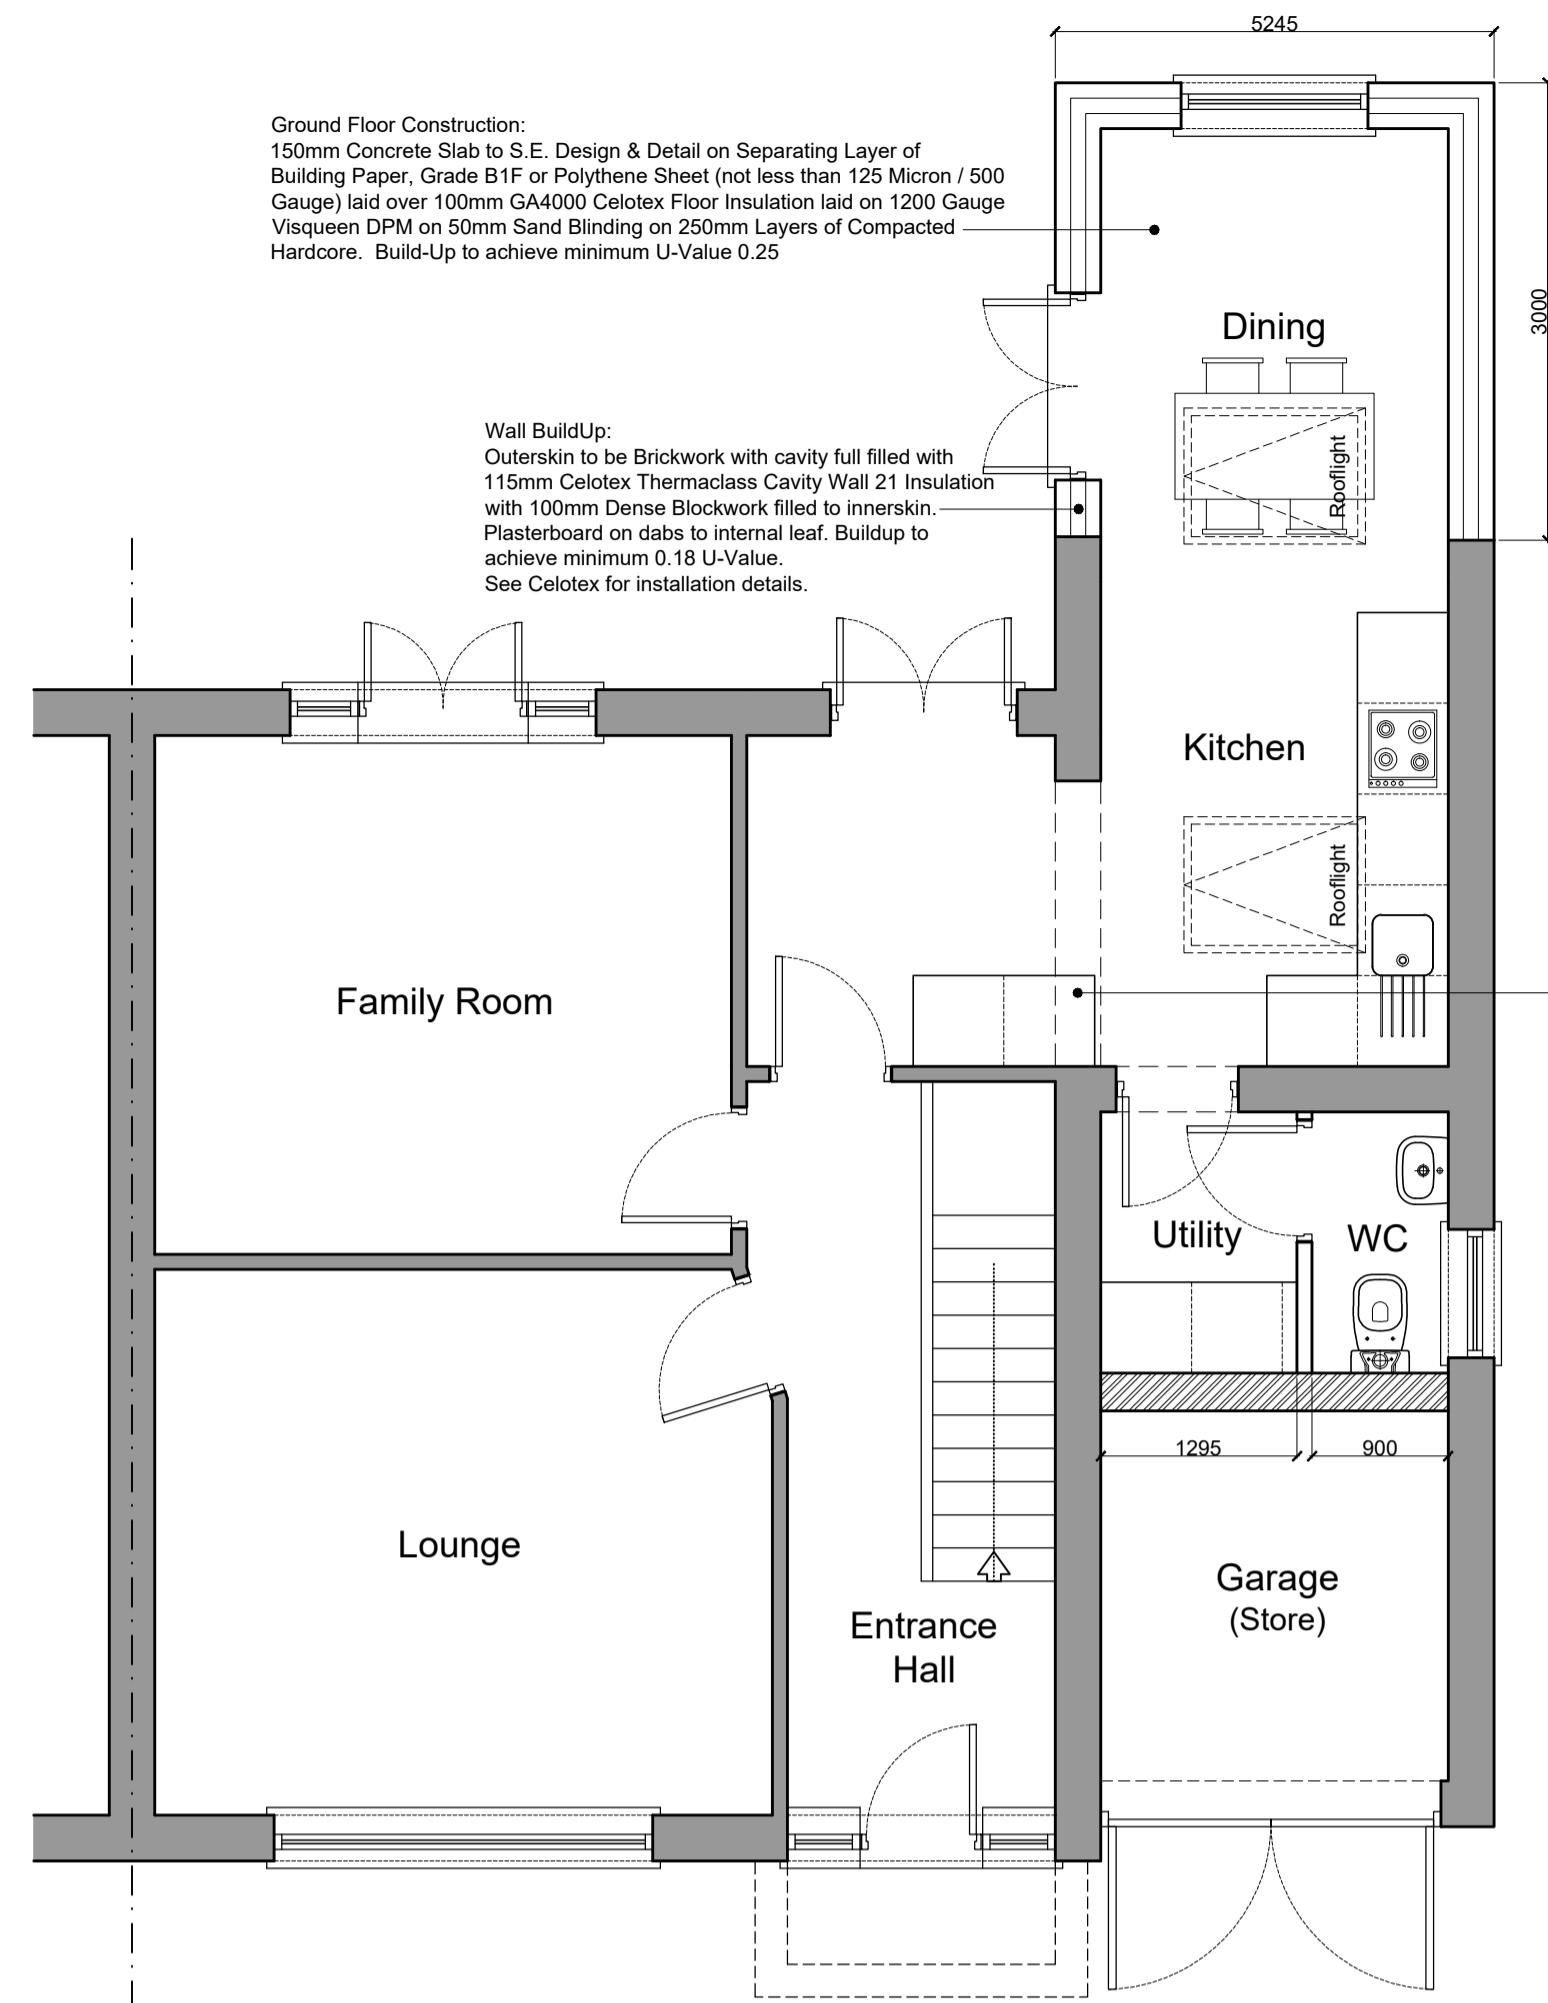 5245
Ground Floor Construction:
150mm Concrete Slab to S.E. Design & Detail on Separating Layer of
Building Paper, Grade B1F or Polythene Sheet (not less than 125 Micron / 500
Gauge) laid over 100mm GA4000 Celotex Floor Insulation laid on 1200 Gauge
Visqueen DPM on 50mm Sand Blinding on 250mm Layers of Compacted
Hardcore.  Build-Up to achieve minimum U-Value 0.25
3000
Dining
Rooflight
Wall BuildUp:
Outerskin to be Brickwork with cavity full filled with
115mm Celotex Thermaclass Cavity Wall 21 Insulation
with 100mm Dense Blockwork filled to innerskin.
Plasterboard on dabs to internal leaf. Buildup to
achieve minimum 0.18 U-Value.
See Celotex for installation details.
Kitchen
Rooflight
Family Room
Utility
WC
1295
900
Lounge
Garage
(Store)
Entrance
Hall